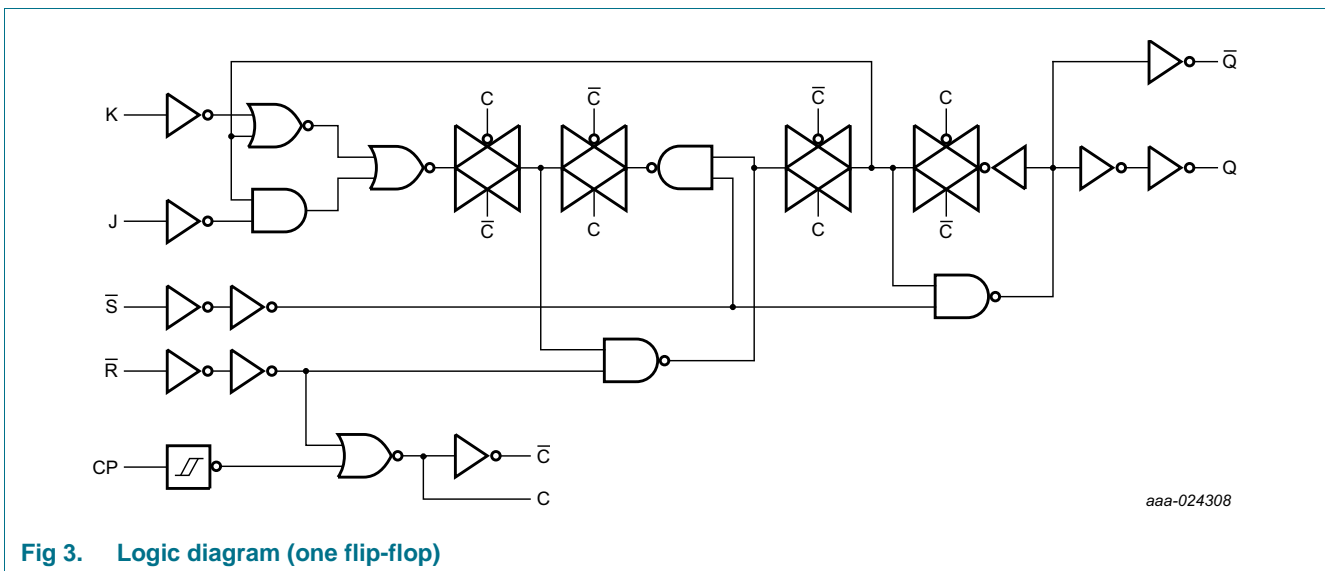 Q̅
K
C
C̅
C̅
C
Q
J
C̅
C
C
C̅
S̅
R̅
C̅
CP
C
aaa-024308
Fig 3. Logic diagram (one flip-flop)